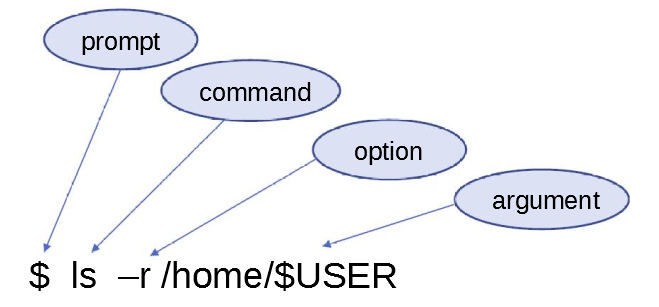 prompt
command
option
argument
$ ls –r /home/$USER